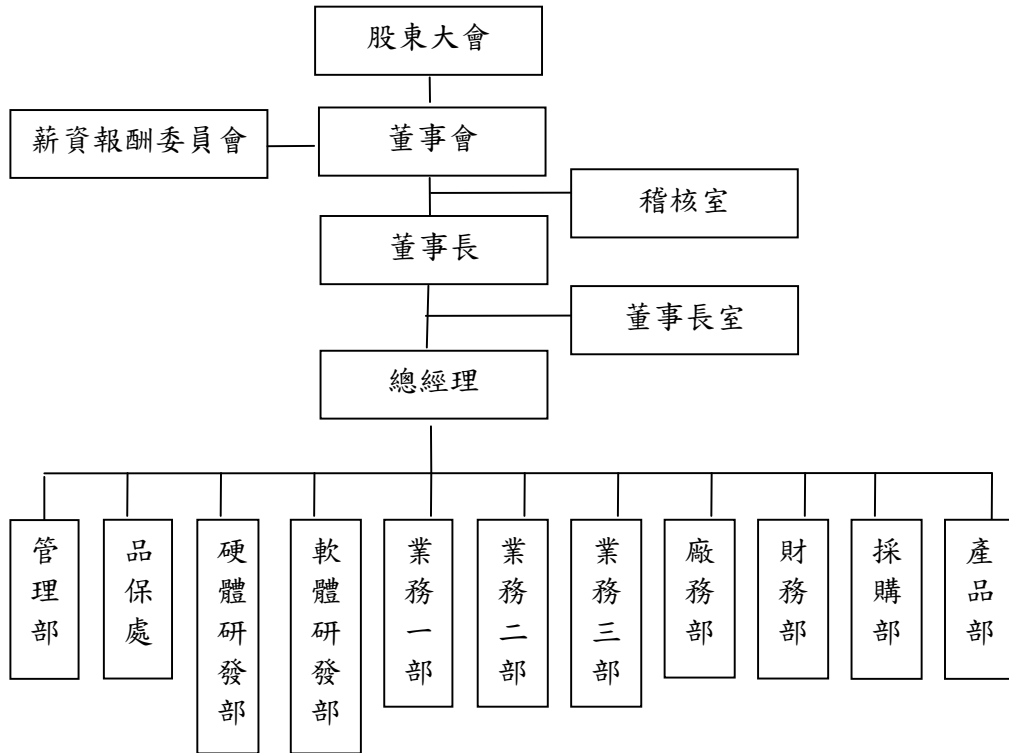 股東大會
薪資報酬委員會
董事會
稽核室
董事長
董事長室
總經理
管理部
品保處
硬體研發部
軟體研發部
業務一部
業務二部
業務三部
廠務部
財務部
採購部
產品部